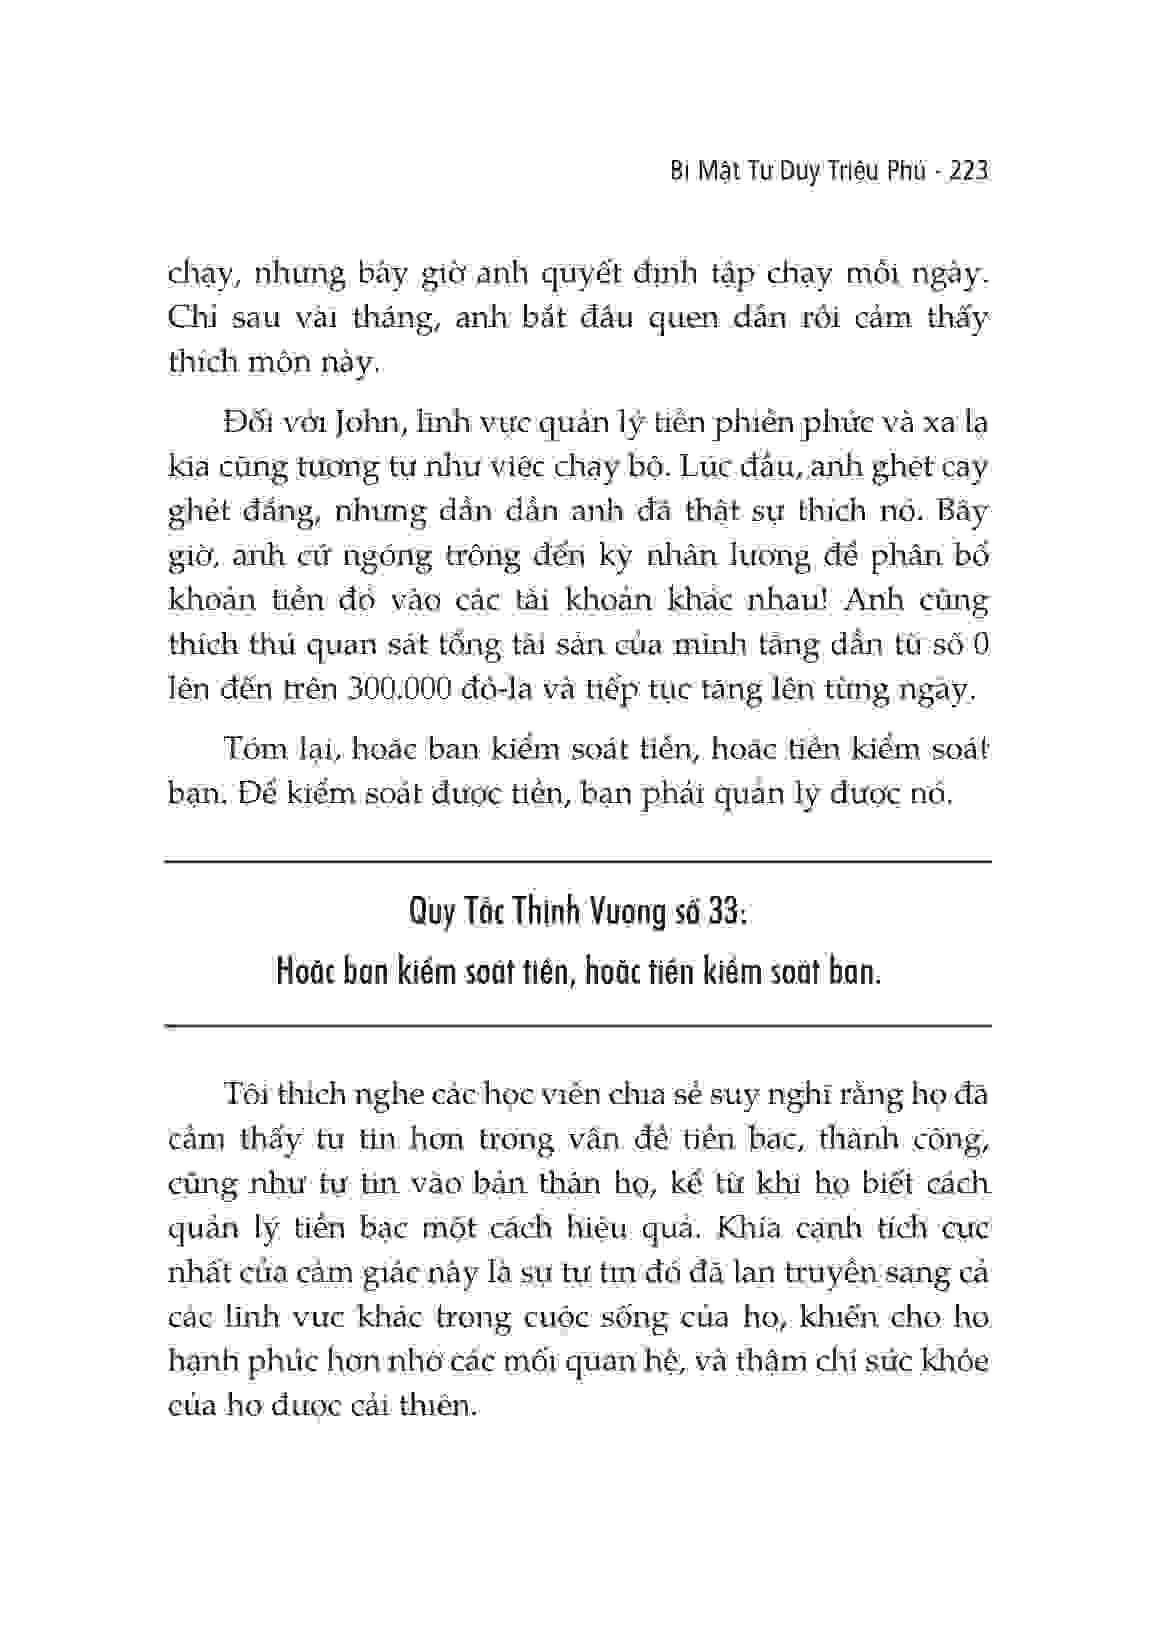 Bí Mật Tư Duy Triệu Phú - 223
chạy, nhưng bây giờ anh quyết định tập chạy mỗi ngày.
Chỉ sau vài tháng, anh bắt đầu quen dần rồi cảm thấy
thích môn này.
Đối với John, lĩnh vực quản lý tiền phiền phức và xa lạ
kia cũng tương tự như việc chạy bộ. Lúc đầu, anh ghét cay
ghét đắng, nhưng dần dần anh đã thật sự thích nó. Bây
giờ, anh cứ ngóng trông đến kỳ nhận lương để phân bổ
khoản tiền đó vào các tài khoản khác nhau! Anh cũng
thích thú quan sát tổng tài sản của mình tăng dần từ số 0
lên đến trên 300.000 đô-la và tiếp tục tăng lên từng ngày.
Tóm lại, hoặc bạn kiểm soát tiền, hoặc tiền kiểm soát
bạn. Để kiểm soát được tiền, bạn phải quản lý được nó.
Quy Tắc Thịnh Vượng số 33:
Hoặc bạn kiểm soát tiền, hoặc tiền kiểm soát bạn.
Tôi thích nghe các học viên chia sẻ suy nghĩ rằng họ đã
cảm thấy tự tin hơn trong vấn đề tiền bạc, thành công,
cũng như tự tin vào bản thân họ, kể từ khi họ biết cách
quản lý tiền bạc một cách hiệu quả. Khía cạnh tích cực
nhất của cảm giác này là sự tự tin đó đã lan truyền sang cả
các lĩnh vực khác trong cuộc sống của họ, khiến cho họ
hạnh phúc hơn nhờ các mối quan hệ, và thậm chí sức khỏe
của họ được cải thiện.